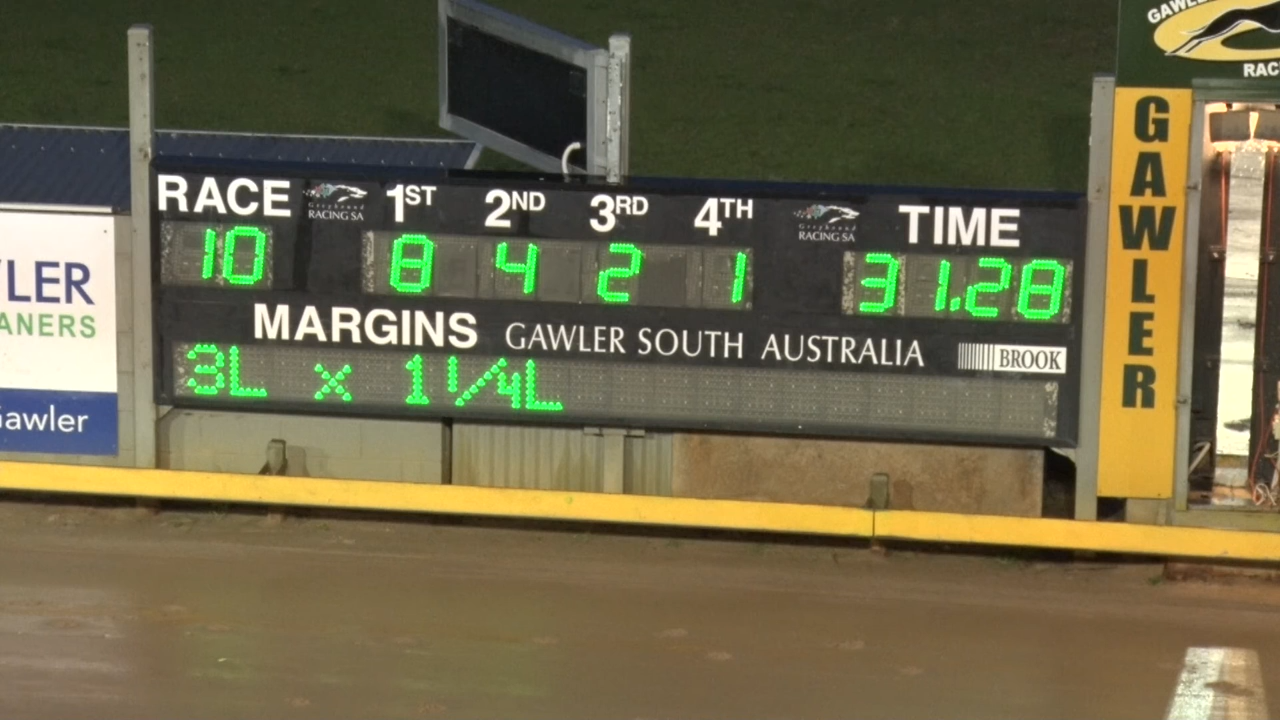 GAWLE
RAC
GAWLER
RACE 1ST 2ND 3RD 4TH TIME
Greyhound
RACING SA
Greyhound
RACING SA
10 8 4 2 1 31.28
MARGINS GAWLER SOUTH AUSTRALIA BROOK
3L x 1 1/4L
LER
ANERS
Gawler